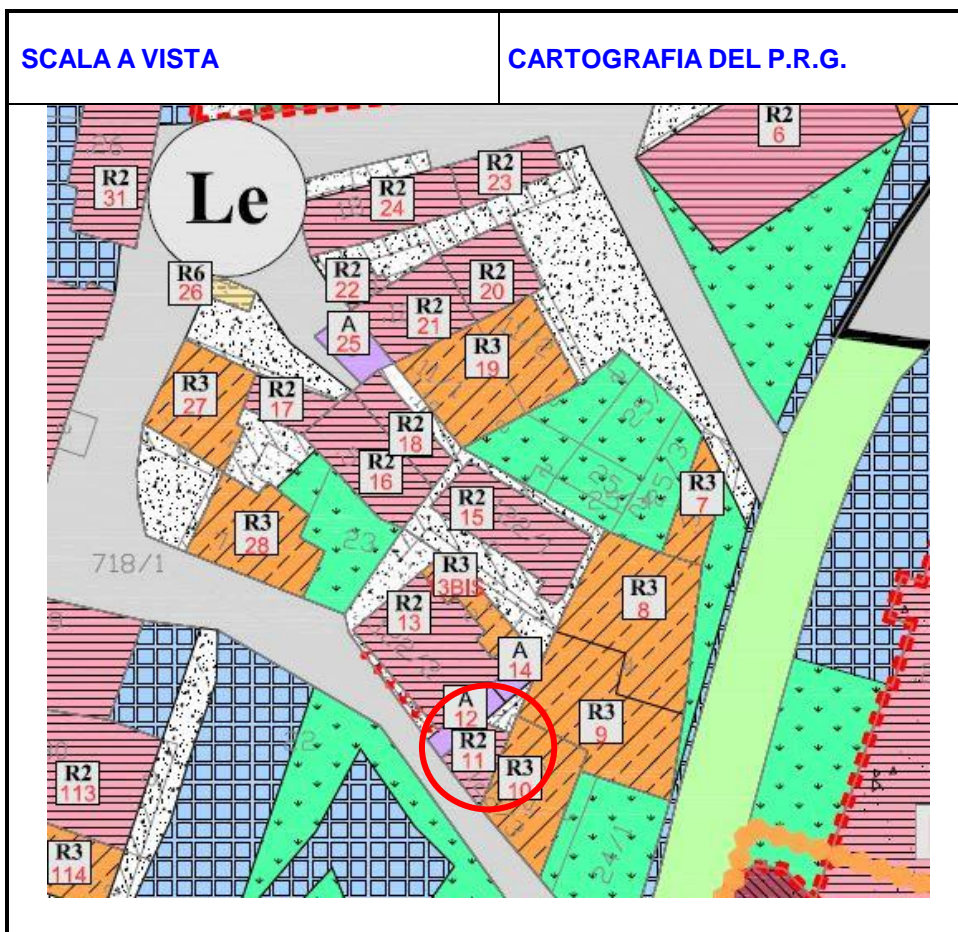 SCALA A VISTA
CARTOGRAFIA DEL P.R.G.
R2
6
R2
23
R2
24
R2
31
Le
R6
26
R2
22
R2
20
R2
21
A
25
R3
19
R3
27
R2
17
R2
18
R2
16
R3
7
R2
15
R3
28
23
718/1
R3
3BIS
R3
8
R2
13
A
14
A
12
R3
9
R2
11
R3
10
R2
113
R3
114
24/1